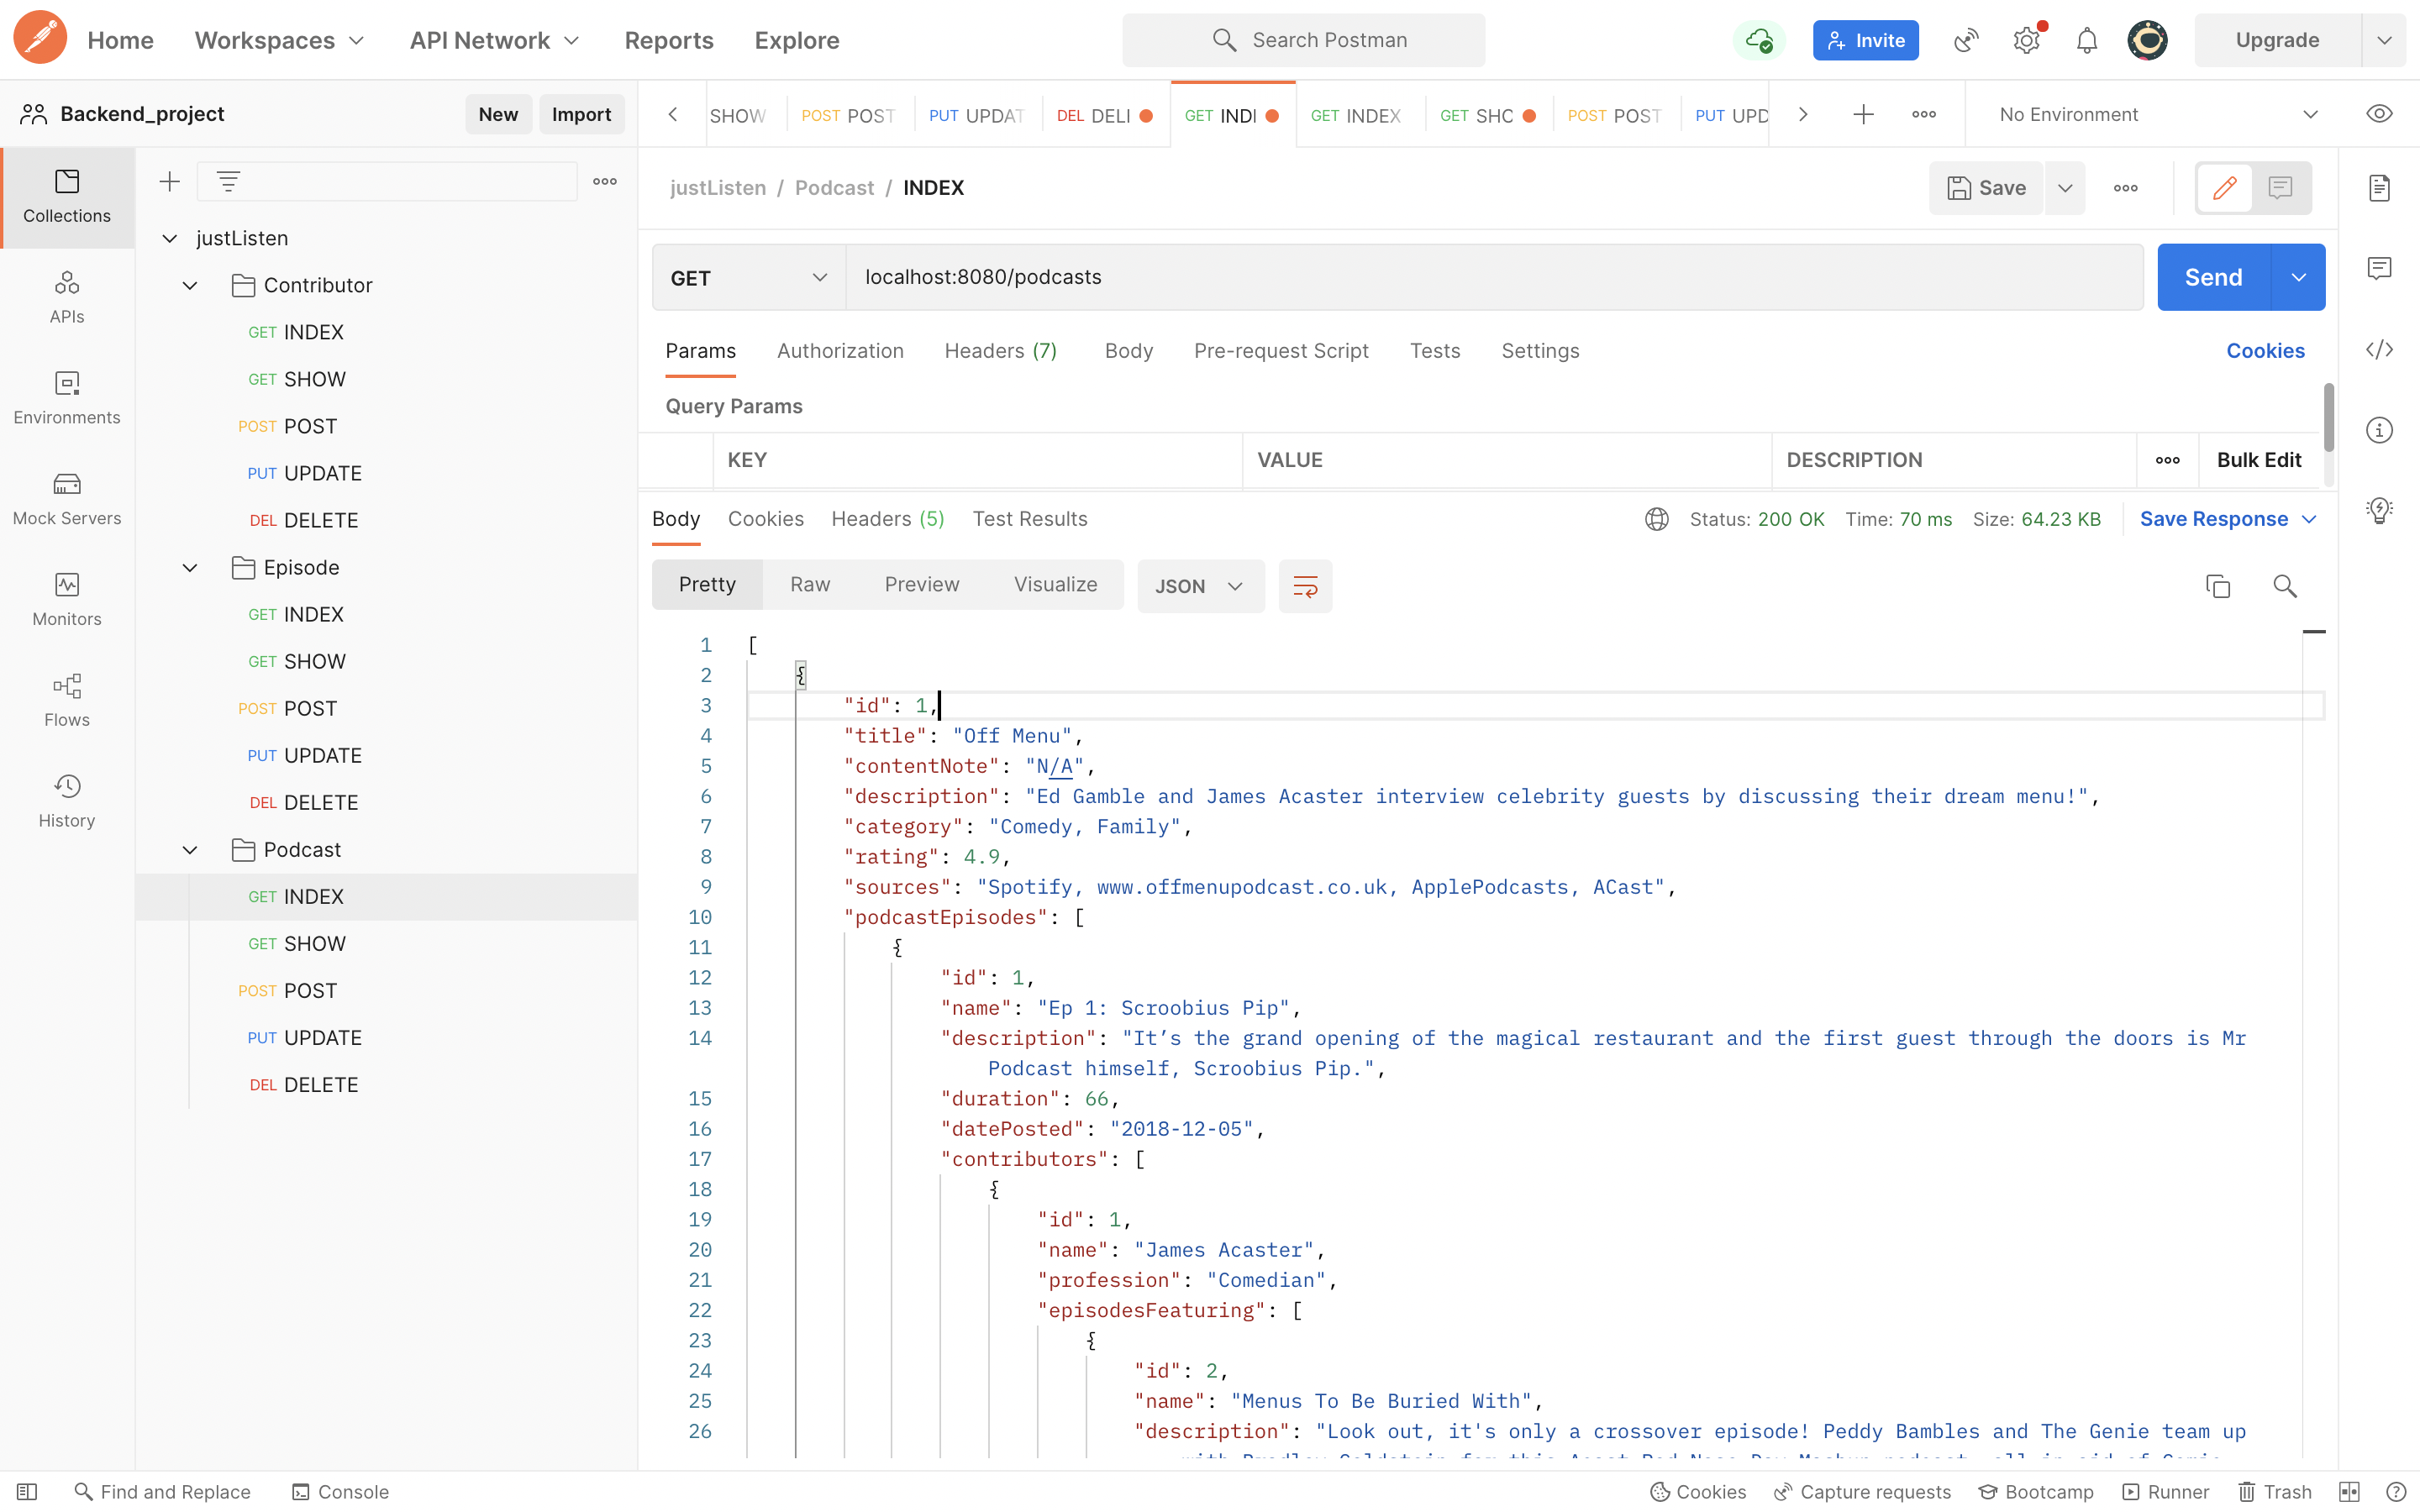 Home Workspaces API Network Reports Explore Search Postman Invite Upgrade
Backend_project New Import
SHOW POST POST PUT UPDAT DEL DELI GET INDI GET INDEX GET SHC POST POST PUT UPD No Environment
Collections
APIs
Environments
Mock Servers
Monitors
Flows
History
justListen
Contributor
GET INDEX
GET SHOW
POST POST
PUT UPDATE
DEL DELETE
Episode
GET INDEX
GET SHOW
POST POST
PUT UPDATE
DEL DELETE
Podcast
GET INDEX
GET SHOW
POST POST
PUT UPDATE
DEL DELETE
justListen / Podcast / INDEX Save
GET localhost:8080/podcasts Send
Params Authorization Headers (7) Body Pre-request Script Tests Settings Cookies
Query Params
KEY VALUE DESCRIPTION Bulk Edit
Body Cookies Headers (5) Test Results Status: 200 OK Time: 70 ms Size: 64.23 KB Save Response
Pretty Raw Preview Visualize JSON
1 [
2 {
3 "id": 1,
4 "title": "Off Menu",
5 "contentNote": "N/A",
6 "description": "Ed Gamble and James Acaster interview celebrity guests by discussing their dream menu!",
7 "category": "Comedy, Family",
8 "rating": 4.9,
9 "sources": "Spotify, www.offmenupodcast.co.uk, ApplePodcasts, ACast",
10 "podcastEpisodes": [
11 {
12 "id": 1,
13 "name": "Ep 1: Scroobius Pip",
14 "description": "It’s the grand opening of the magical restaurant and the first guest through the doors is Mr
Podcast himself, Scroobius Pip.",
15 "duration": 66,
16 "datePosted": "2018-12-05",
17 "contributors": [
18 {
19 "id": 1,
20 "name": "James Acaster",
21 "profession": "Comedian",
22 "episodesFeaturing": [
23 {
24 "id": 2,
25 "name": "Menus To Be Buried With",
26 "description": "Look out, it's only a crossover episode! Peddy Bambles and The Genie team up
Find and Replace Console Cookies Capture requests Bootcamp Runner Trash